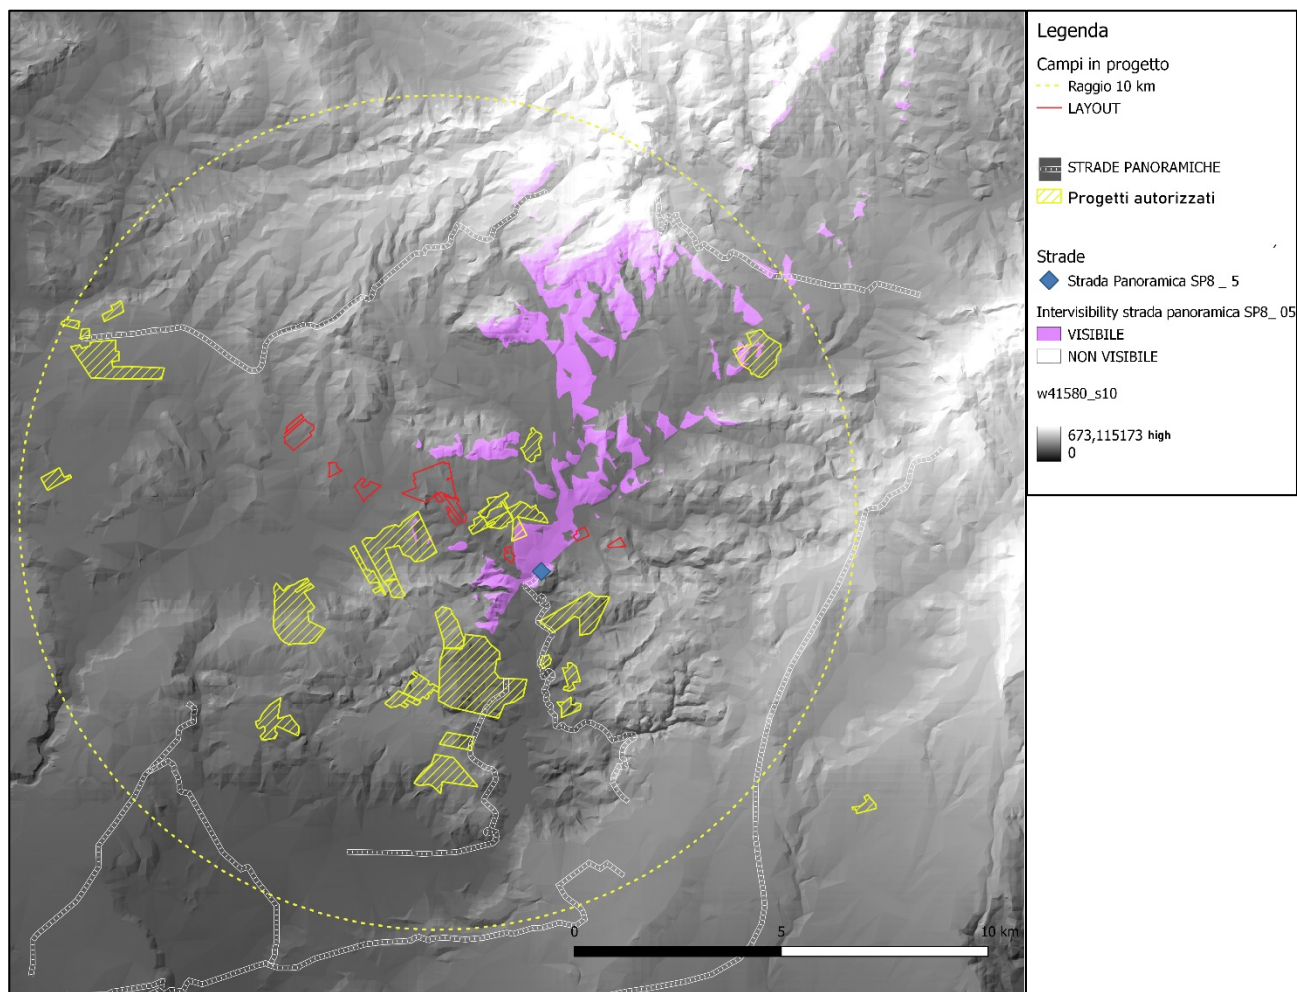 Legenda
Campi in progetto
Raggio 10 km
LAYOUT
STRADE PANORAMICHE
Progetti autorizzati
Strade
Strada Panoramica SP8 _ 5
Intervisibility strada panoramica SP8_ 05
VISIBILE
NON VISIBILE
w41580_s10
673,115173 high
0
0 5 10 km